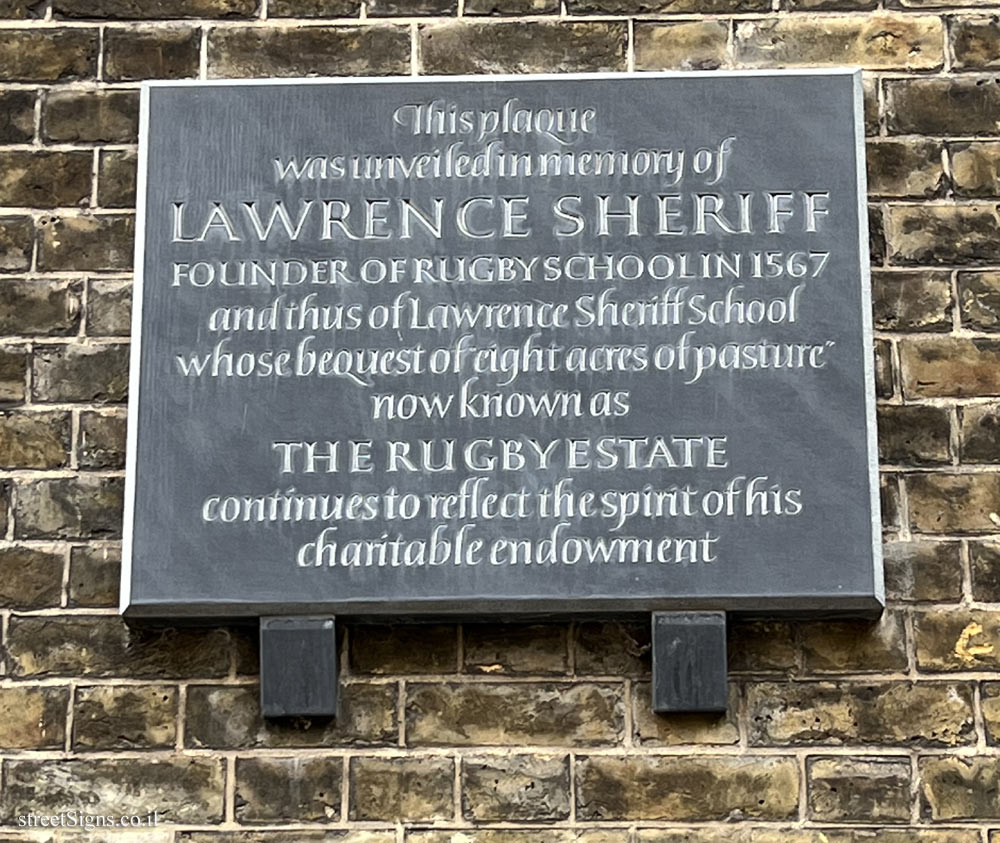 This plaque
was unveiled in memory of
LAWRENCE SHERIFF
FOUNDER OF RUGBY SCHOOL IN 1567
and thus of Lawrence Sheriff School
whose bequest of eight acres of pasture"
now known as
THE RUGBY ESTATE
continues to reflect the spirit of his
charitable endowment
streetSigns.co.il